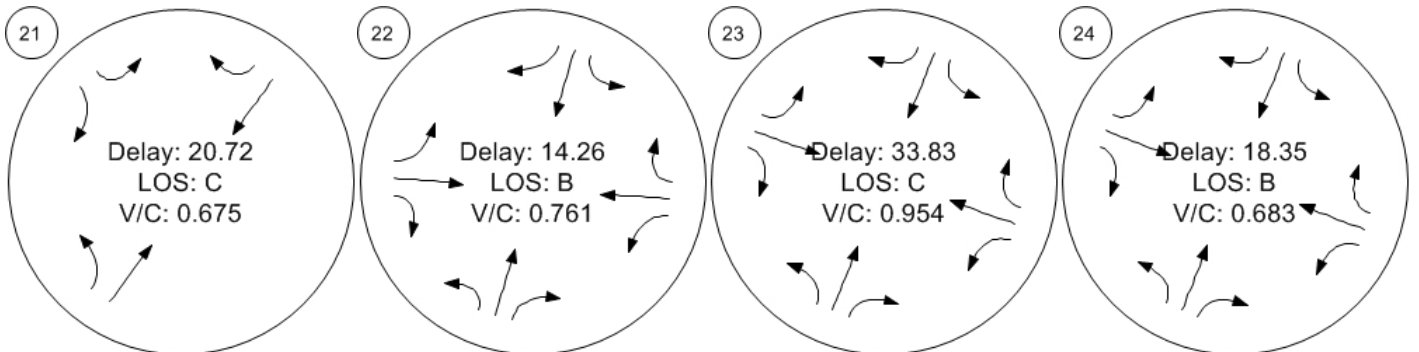 21
Delay: 20.72
LOS: C
V/C: 0.675
22
Delay: 14.26
LOS: B
V/C: 0.761
23
Delay: 33.83
LOS: C
V/C: 0.954
24
Delay: 18.35
LOS: B
V/C: 0.683